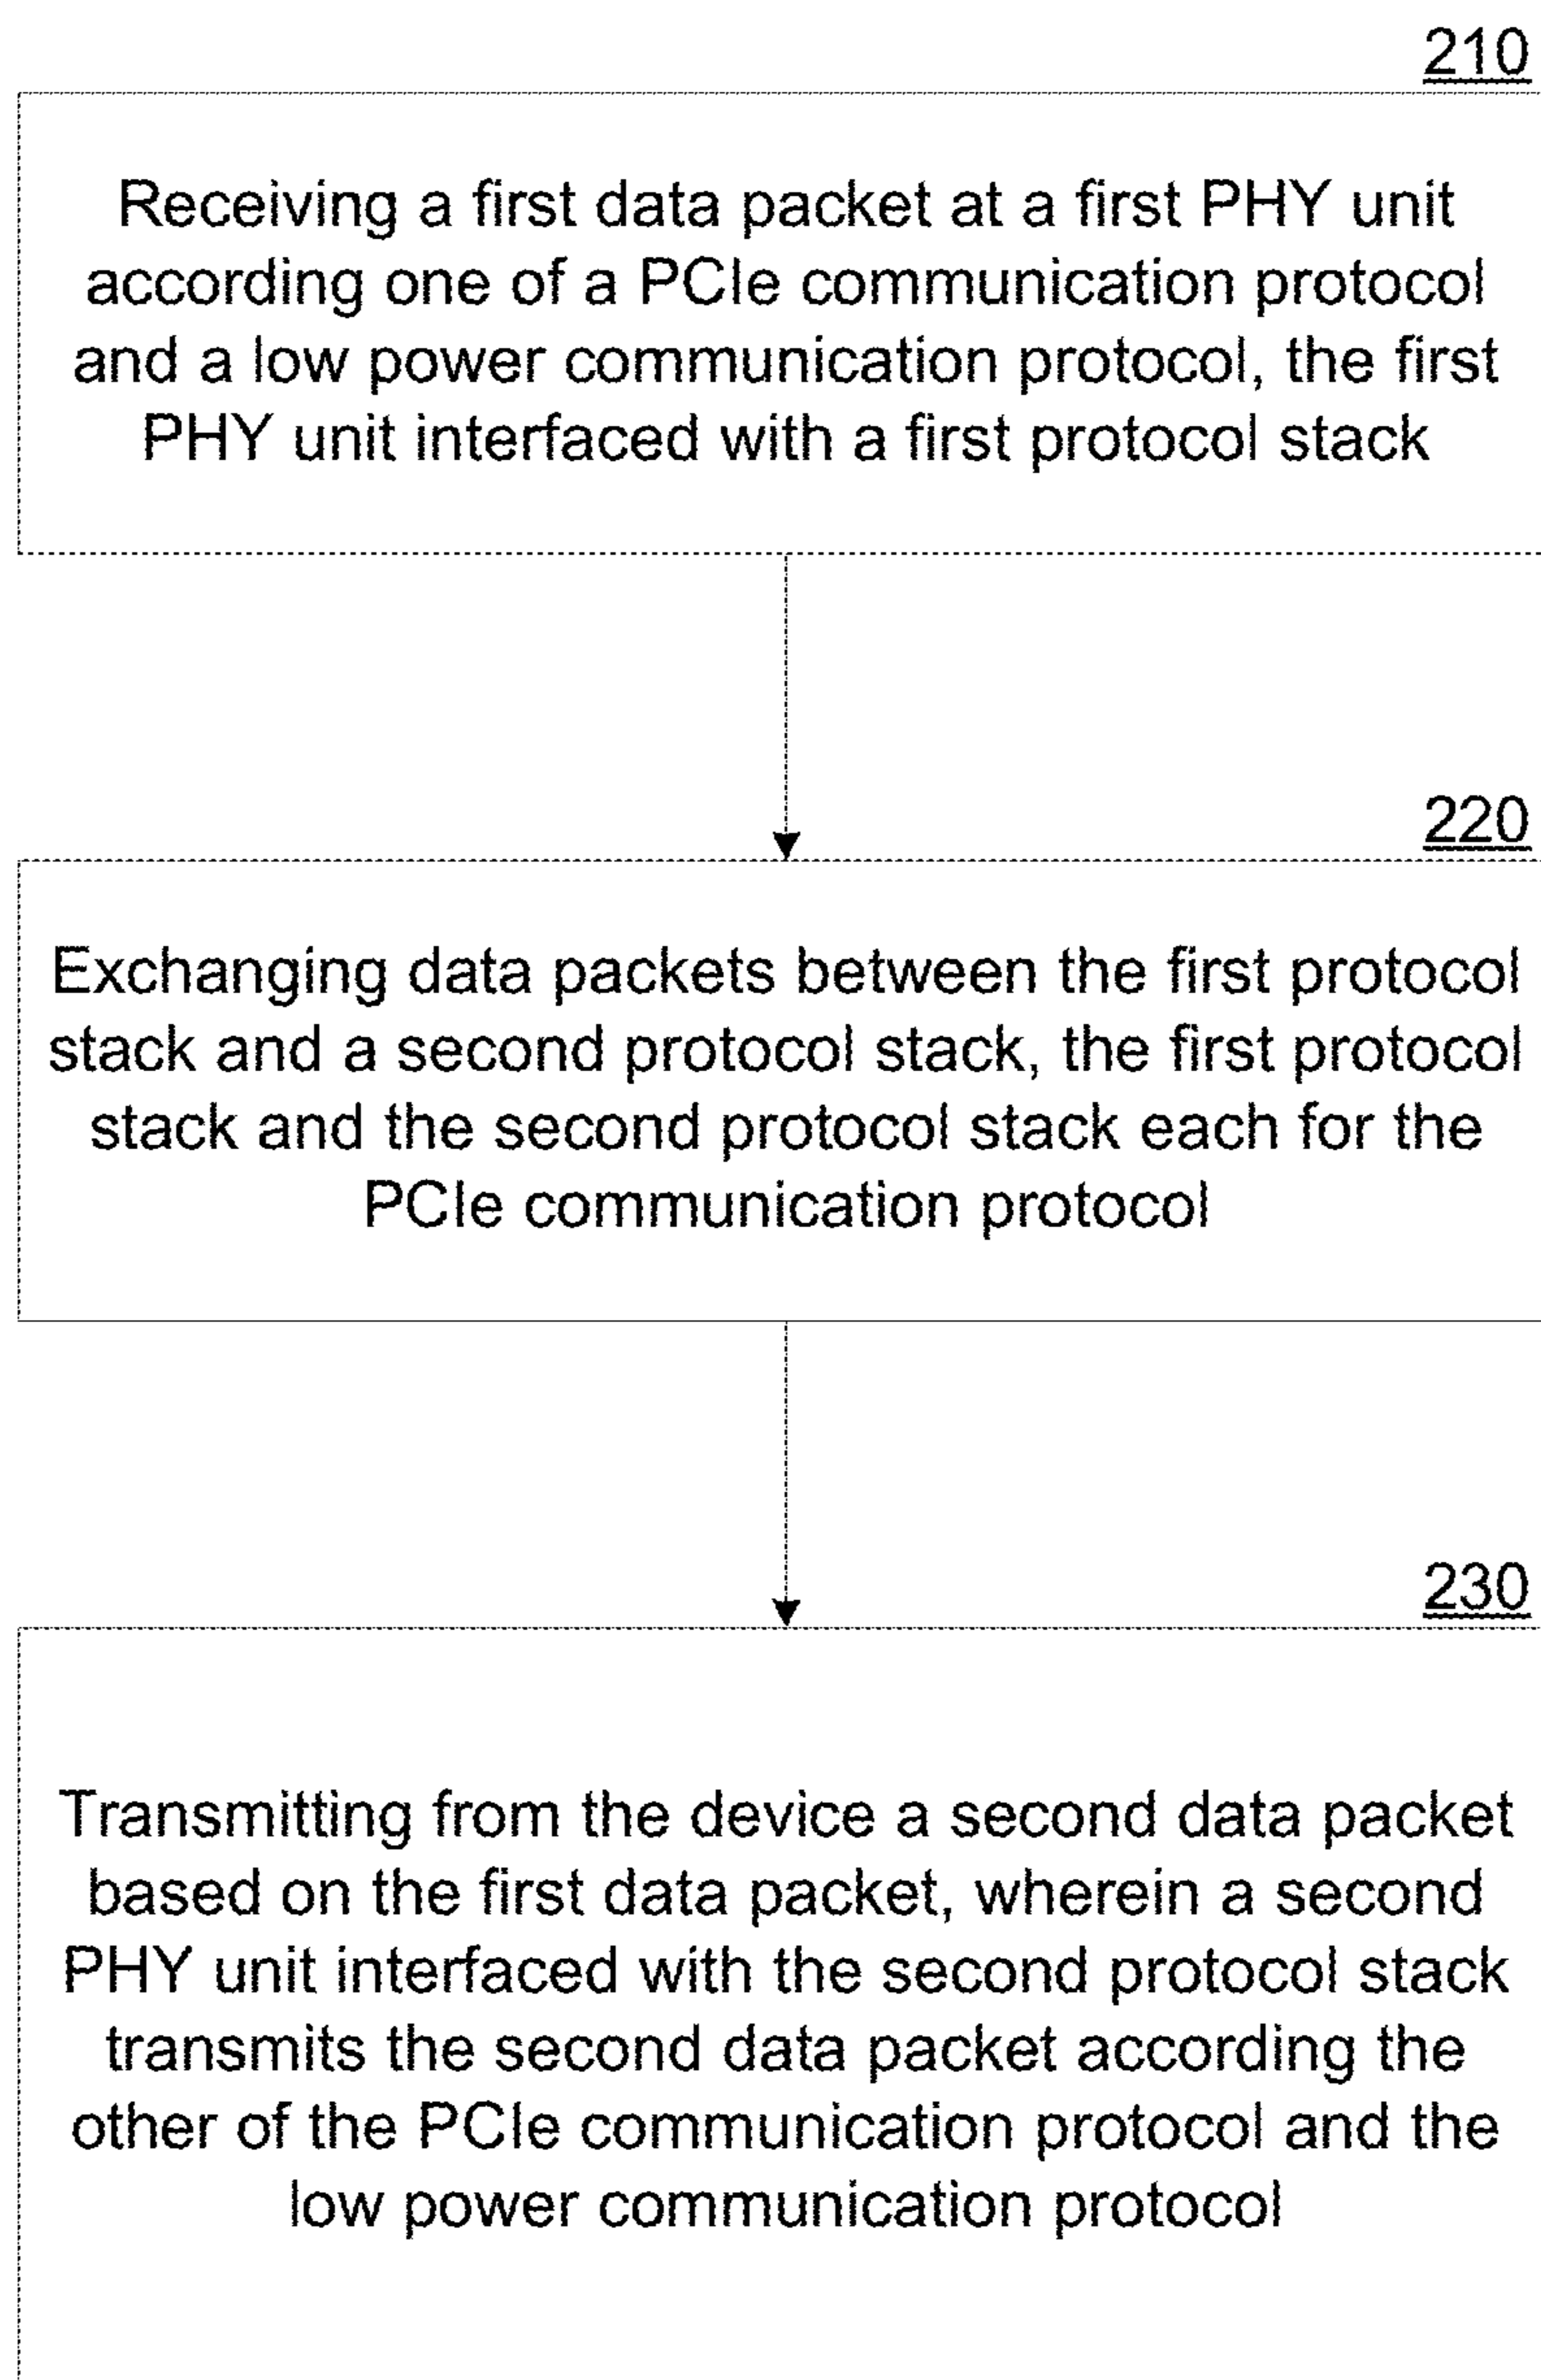 210
Receiving a first data packet at a first PHY unit
according one of a PCIe communication protocol
and a low power communication protocol, the first
PHY unit interfaced with a first protocol stack
220
Exchanging data packets between the first protocol
stack and a second protocol stack, the first protocol
stack and the second protocol stack each for the
PCIe communication protocol
230
Transmitting from the device a second data packet
based on the first data packet, wherein a second
PHY unit interfaced with the second protocol stack
transmits the second data packet according the
other of the PCIe communication protocol and the
low power communication protocol